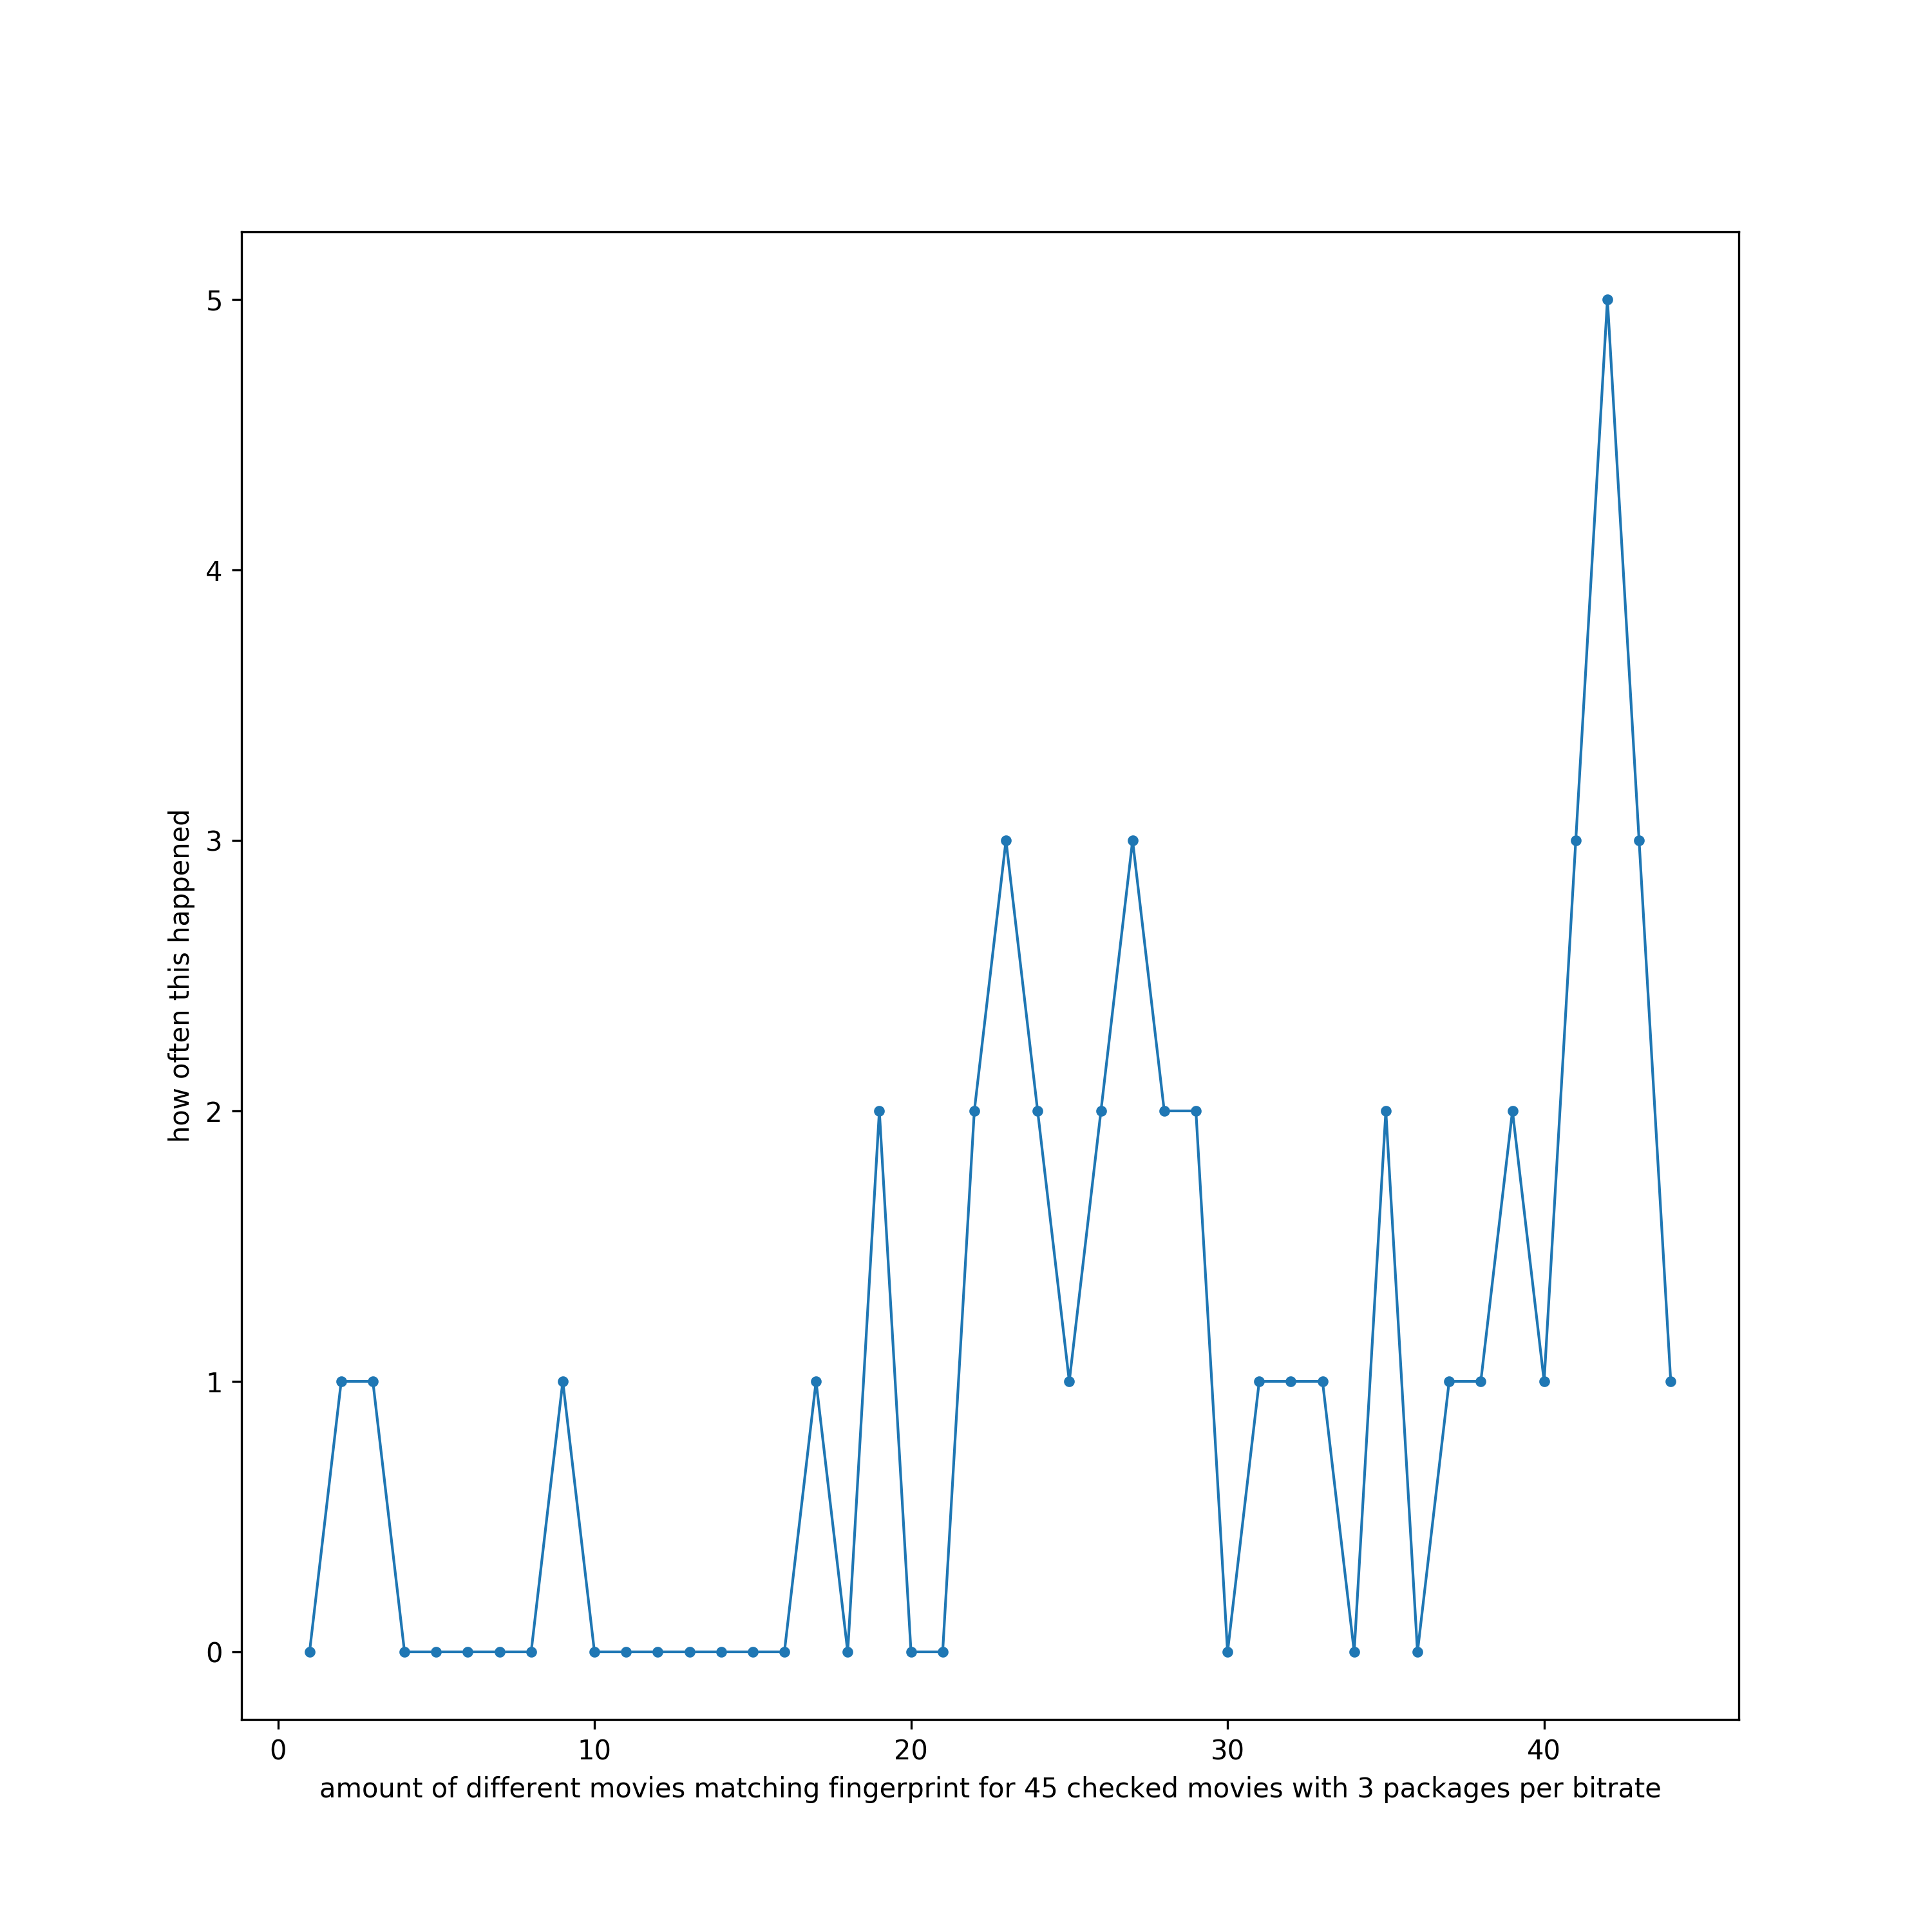 5
4
3
2
1
0
how often this happened
0 10 20 30 40
amount of different movies matching fingerprint for 45 checked movies with 3 packages per bitrate